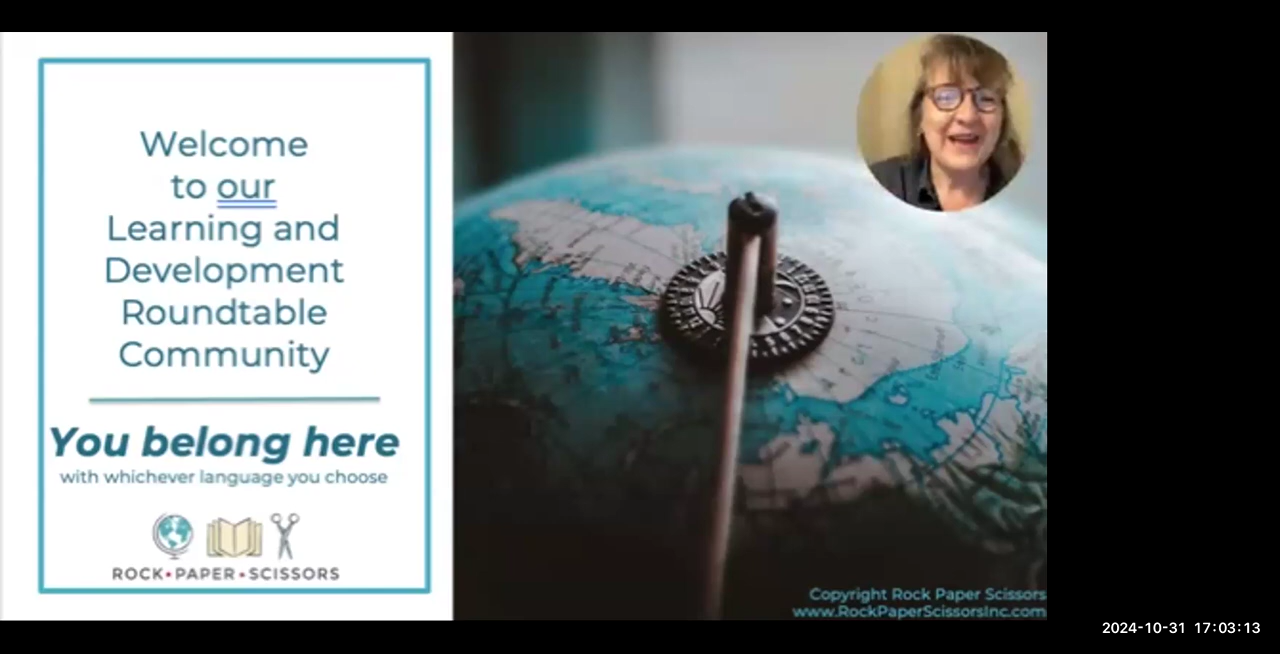 Welcome
to our
Learning and
Development
Roundtable
Community
You belong here
with whichever language you choose
ROCK•PAPER•SCISSORS
Copyright Rock Paper Scissors
www.RockPaperScissorsInc.com
2024-10-31 17:03:13